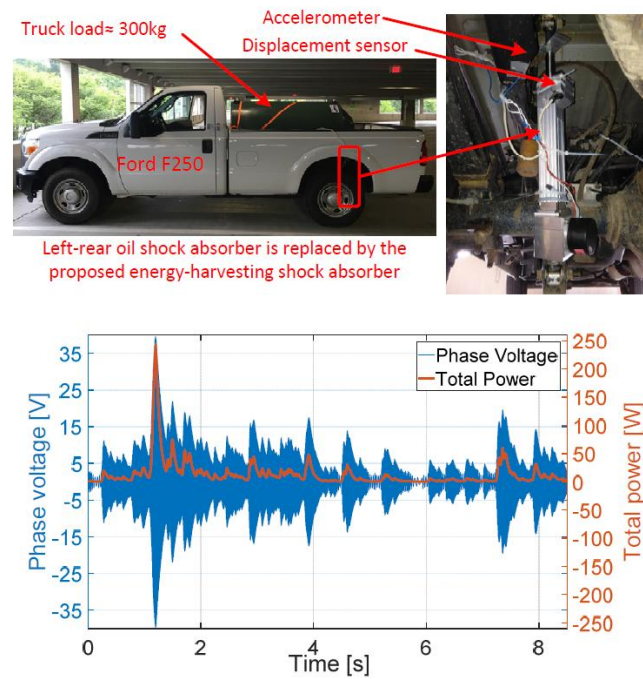 Truck load≈ 300kg
Accelerometer
Displacement sensor
Ford F250
Left-rear oil shock absorber is replaced by the
proposed energy-harvesting shock absorber
Phase Voltage
Total Power
Phase voltage [V]
35
25
15
5
-5
-15
-25
-35
250
200
150
100
50
0
-50
-100
-150
-200
-250
Total power [W]
0 2 4 6 8
Time [s]